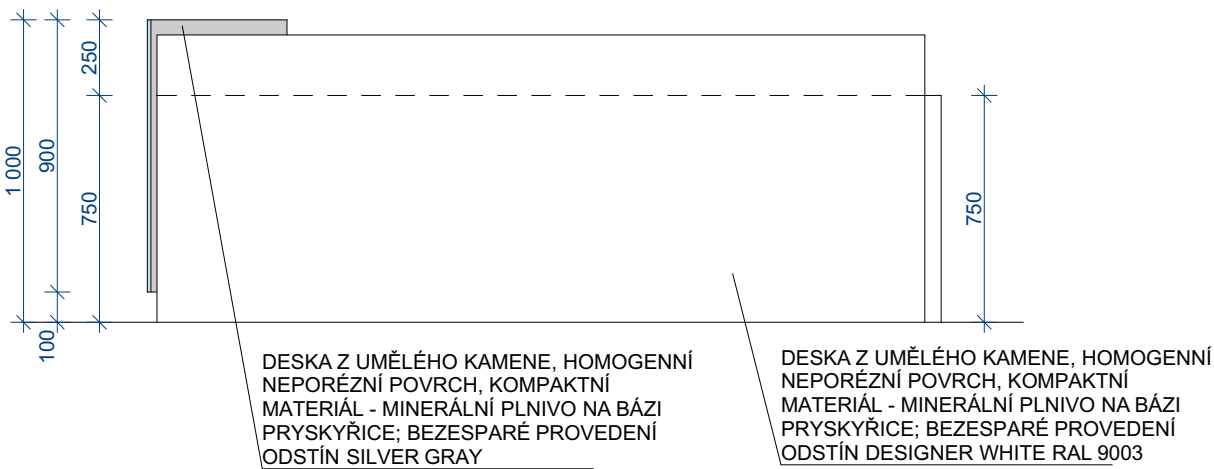 1 000
900
100
250
750
750
DESKA Z UMĚLÉHO KAMENE, HOMOGENNÍ
NEPORÉZNÍ POVRCH, KOMPAKTNÍ
MATERIÁL - MINERÁLNÍ PLNIVO NA BÁZI
PRYSKYŘICE; BEZESPARÉ PROVEDENÍ
ODSTÍN SILVER GRAY
DESKA Z UMĚLÉHO KAMENE, HOMOGENNÍ
NEPORÉZNÍ POVRCH, KOMPAKTNÍ
MATERIÁL - MINERÁLNÍ PLNIVO NA BÁZI
PRYSKYŘICE; BEZESPARÉ PROVEDENÍ
ODSTÍN DESIGNER WHITE RAL 9003